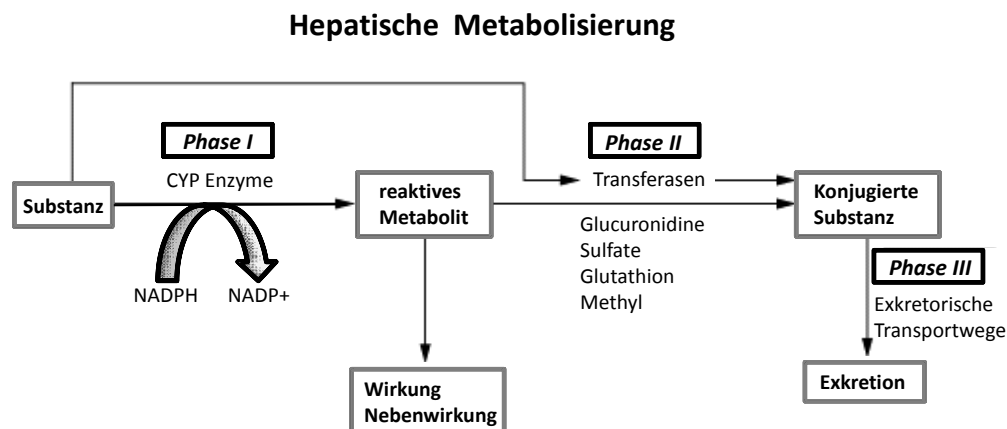 Hepatische Metabolisierung
Phase I
Phase II
CYP Enzyme
Transferasen
Substanz
reaktives
Metabolit
Konjugierte
Substanz
Glucuronidine
Sulfate
Glutathion
Methyl
NADPH
NADP+
Phase III
Exkretorische
Transportwege
Wirkung
Nebenwirkung
Exkretion